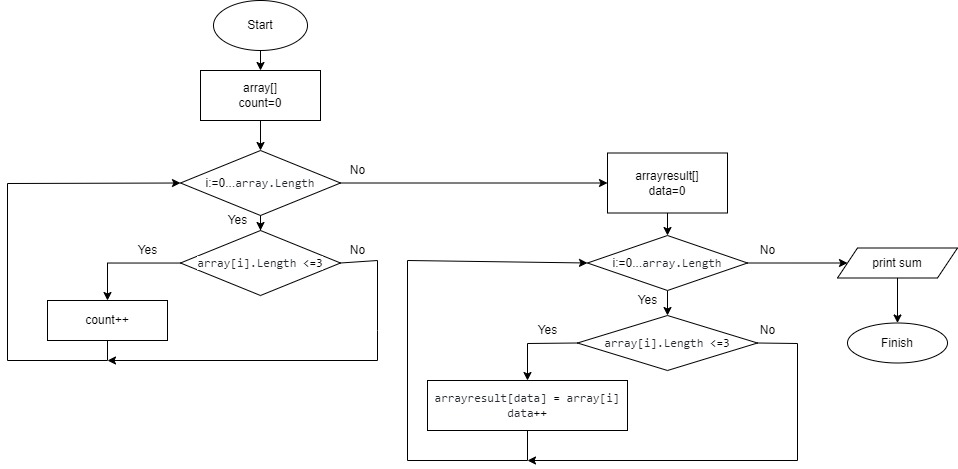 Start
array[]
count=0
i:=0...array.Length
No
Yes
array[i].Length <=3
Yes
No
count++
arrayresult[]
data=0
i:=0...array.Length
No
Yes
array[i].Length <=3
Yes
No
arrayresult[data] = array[i]
data++
print sum
Finish